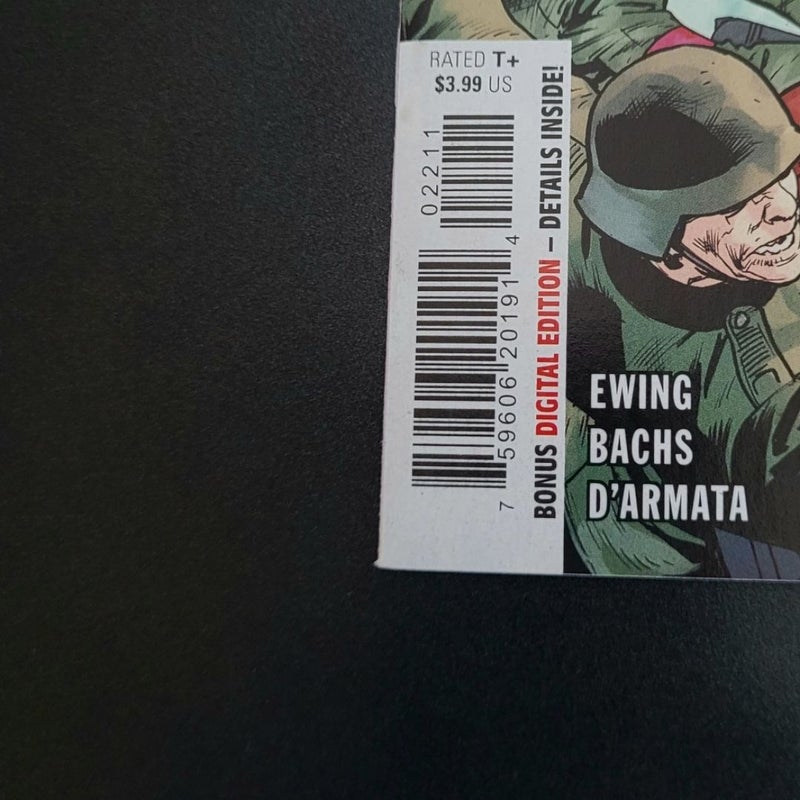 RATED T+
$3.99 US
02211
7 59606 20191 4
BONUS DIGITAL EDITION – DETAILS INSIDE!
EWING
BACHS
D'ARMATA